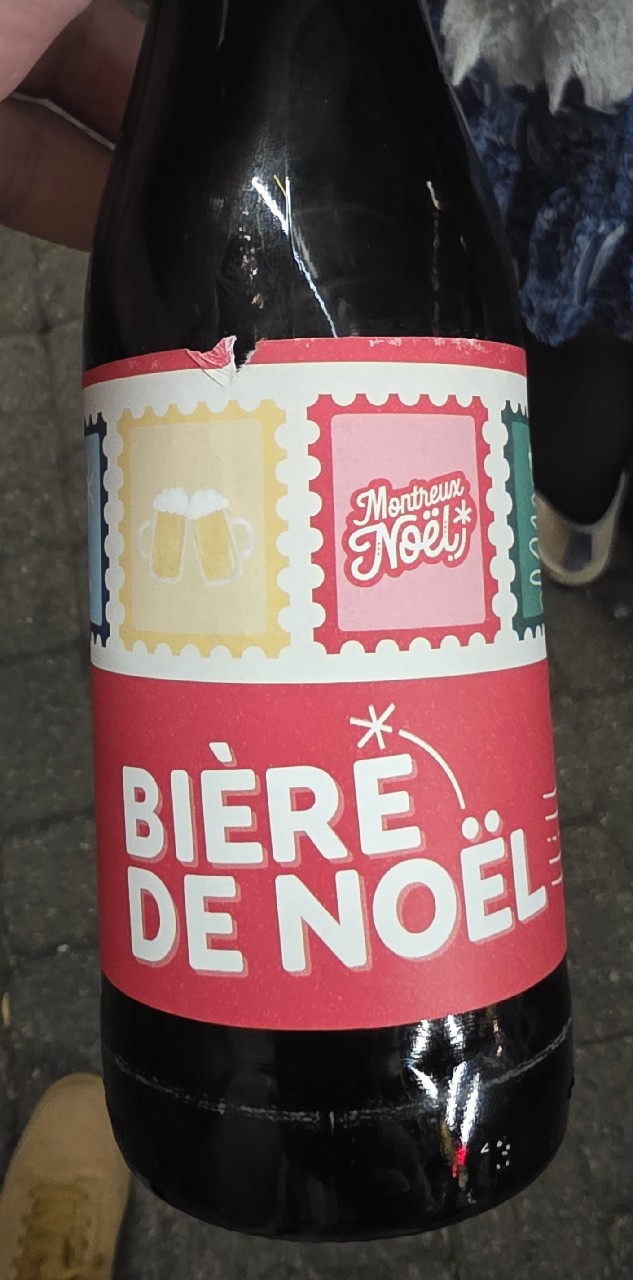 Montreux
Noël
BIÈRE
DE NOËL